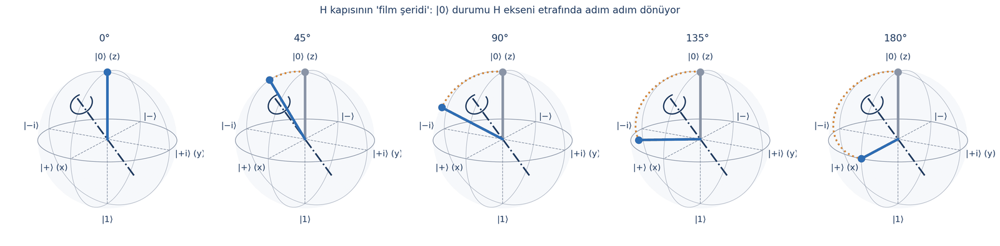 H kapısının 'film şeridi': |0⟩ durumu H ekseni etrafında adım adım dönüyor
0°
|0⟩ (z)
|−⟩
|−i⟩
|+i⟩ (y)
|+⟩ (x)
|1⟩
45°
|0⟩ (z)
|−⟩
|−i⟩
|+i⟩ (y)
|+⟩ (x)
|1⟩
90°
|0⟩ (z)
|−⟩
|−i⟩
|+i⟩ (y)
|+⟩ (x)
|1⟩
135°
|0⟩ (z)
|−⟩
|−i⟩
|+i⟩ (y)
|+⟩ (x)
|1⟩
180°
|0⟩ (z)
|−⟩
|−i⟩
|+i⟩ (y)
|+⟩ (x)
|1⟩